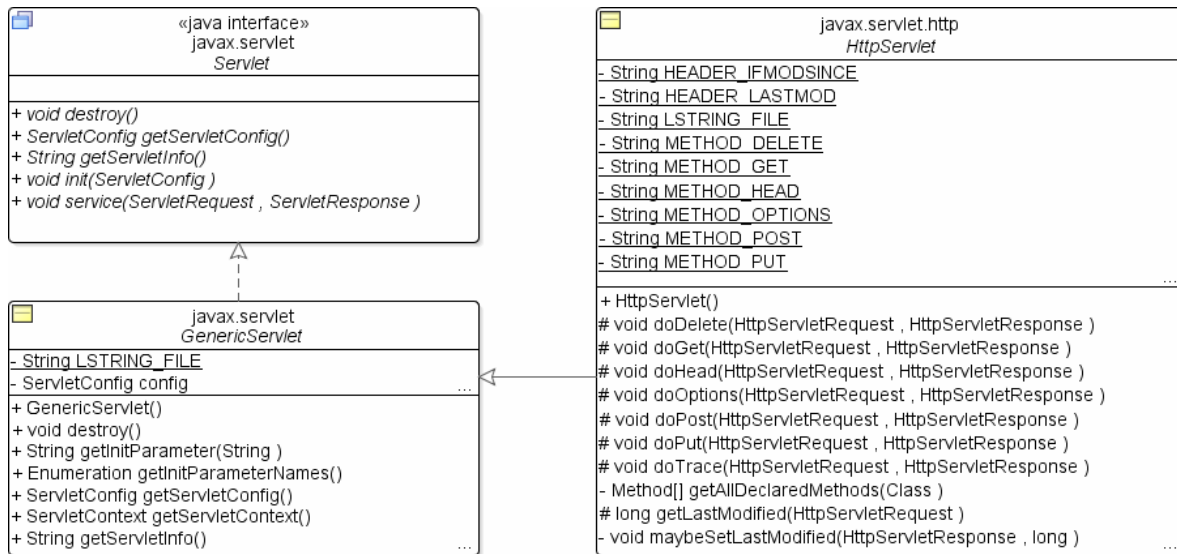 «java interface»
javax.servlet
Servlet
+ void destroy()
+ ServletConfig getServletConfig()
+ String getServletInfo()
+ void init(ServletConfig )
+ void service(ServletRequest , ServletResponse )
javax.servlet
GenericServlet
- String LSTRING_FILE
- ServletConfig config
...
+ GenericServlet()
+ void destroy()
+ String getInitParameter(String )
+ Enumeration getInitParameterNames()
+ ServletConfig getServletConfig()
+ ServletContext getServletContext()
+ String getServletInfo()
...
javax.servlet.http
HttpServlet
- String HEADER_IFMODSINCE
- String HEADER_LASTMOD
- String LSTRING_FILE
- String METHOD_DELETE
- String METHOD_GET
- String METHOD_HEAD
- String METHOD_OPTIONS
- String METHOD_POST
- String METHOD_PUT
...
+ HttpServlet()
# void doDelete(HttpServletRequest , HttpServletResponse )
# void doGet(HttpServletRequest , HttpServletResponse )
# void doHead(HttpServletRequest , HttpServletResponse )
# void doOptions(HttpServletRequest , HttpServletResponse )
# void doPost(HttpServletRequest , HttpServletResponse )
# void doPut(HttpServletRequest , HttpServletResponse )
# void doTrace(HttpServletRequest , HttpServletResponse )
- Method[] getAllDeclaredMethods(Class )
# long getLastModified(HttpServletRequest )
- void maybeSetLastModified(HttpServletResponse , long )
...